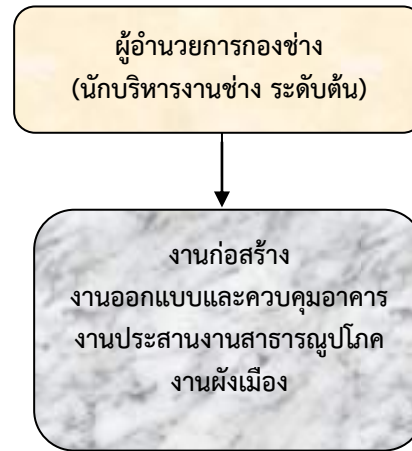 ผู้อำนวยการกองช่าง
(นักบริหารงานช่าง ระดับต้น)
งานก่อสร้าง
งานออกแบบและควบคุมอาคาร
งานประสานงานสาธารณูปโภค
งานผังเมือง